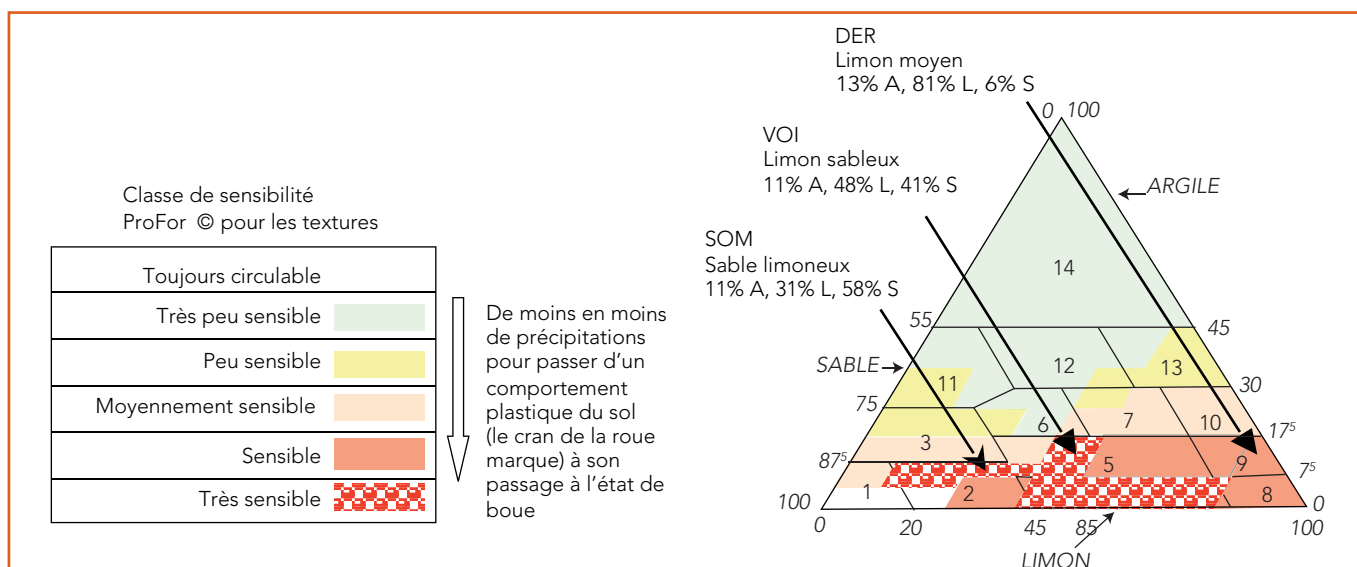 Classe de sensibilité
ProFor © pour les textures
Toujours circulable
Très peu sensible
Peu sensible
Moyennement sensible
Sensible
Très sensible
De moins en moins
de précipitations
pour passer d'un
comportement
plastique du sol
(le cran de la roue
marque) à son
passage à l'état de
boue
DER
Limon moyen
13% A, 81% L, 6% S
VOI
Limon sableux
11% A, 48% L, 41% S
SOM
Sable limoneux
11% A, 31% L, 58% S
0 100
ARGILE
14
55 45
SABLE
11 12 13
30
75
6 7 10
3
17⁵
87⁵
5 9
7⁵
1 2 8
100 0
0 20 45 85 100
LIMON